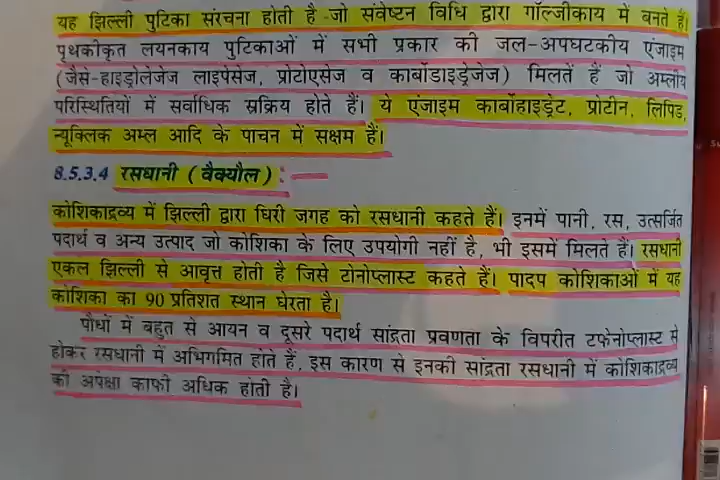 यह झिल्ली पुटिका संरचना होती है जो संवेष्टन विधि द्वारा गॉल्जीकाय में बनते हैं।
पृथकीकृत लयनकाय पुटिकाओं में सभी प्रकार की जल-अपघटकीय एंजाइम
(जैसे-हाइड्रोलेजेज लाइपेसेज, प्रोटोएसेज व कार्बोडाइड्रेजेज) मिलतें हैं जो अम्लीय
परिस्थितियों में सर्वाधिक सक्रिय होते हैं। ये एंजाइम कार्बोहाइड्रेट, प्रोटीन, लिपिड,
न्यूक्लिक अम्ल आदि के पाचन में सक्षम हैं।
8.5.3.4 रसधानी (वैक्यौल) :
कोशिकाद्रव्य में झिल्ली द्वारा घिरी जगह को रसधानी कहते हैं। इनमें पानी, रस, उत्सर्जित
पदार्थ व अन्य उत्पाद जो कोशिका के लिए उपयोगी नहीं है, भी इसमें मिलते हैं। रसधानी
एकल झिल्ली से आवृत्त होती है जिसे टोनोप्लास्ट कहते हैं। पादप कोशिकाओं में यह
कोशिका का 90 प्रतिशत स्थान घेरता है।
पौधों में बहुत से आयन व दूसरे पदार्थ सांद्रता प्रवणता के विपरीत टफेनोप्लास्ट से
होकर रसधानी में अभिगमित होते हैं, इस कारण से इनकी सांद्रता रसधानी में कोशिकाद्रव्य
की अपेक्षा काफी अधिक होती है।